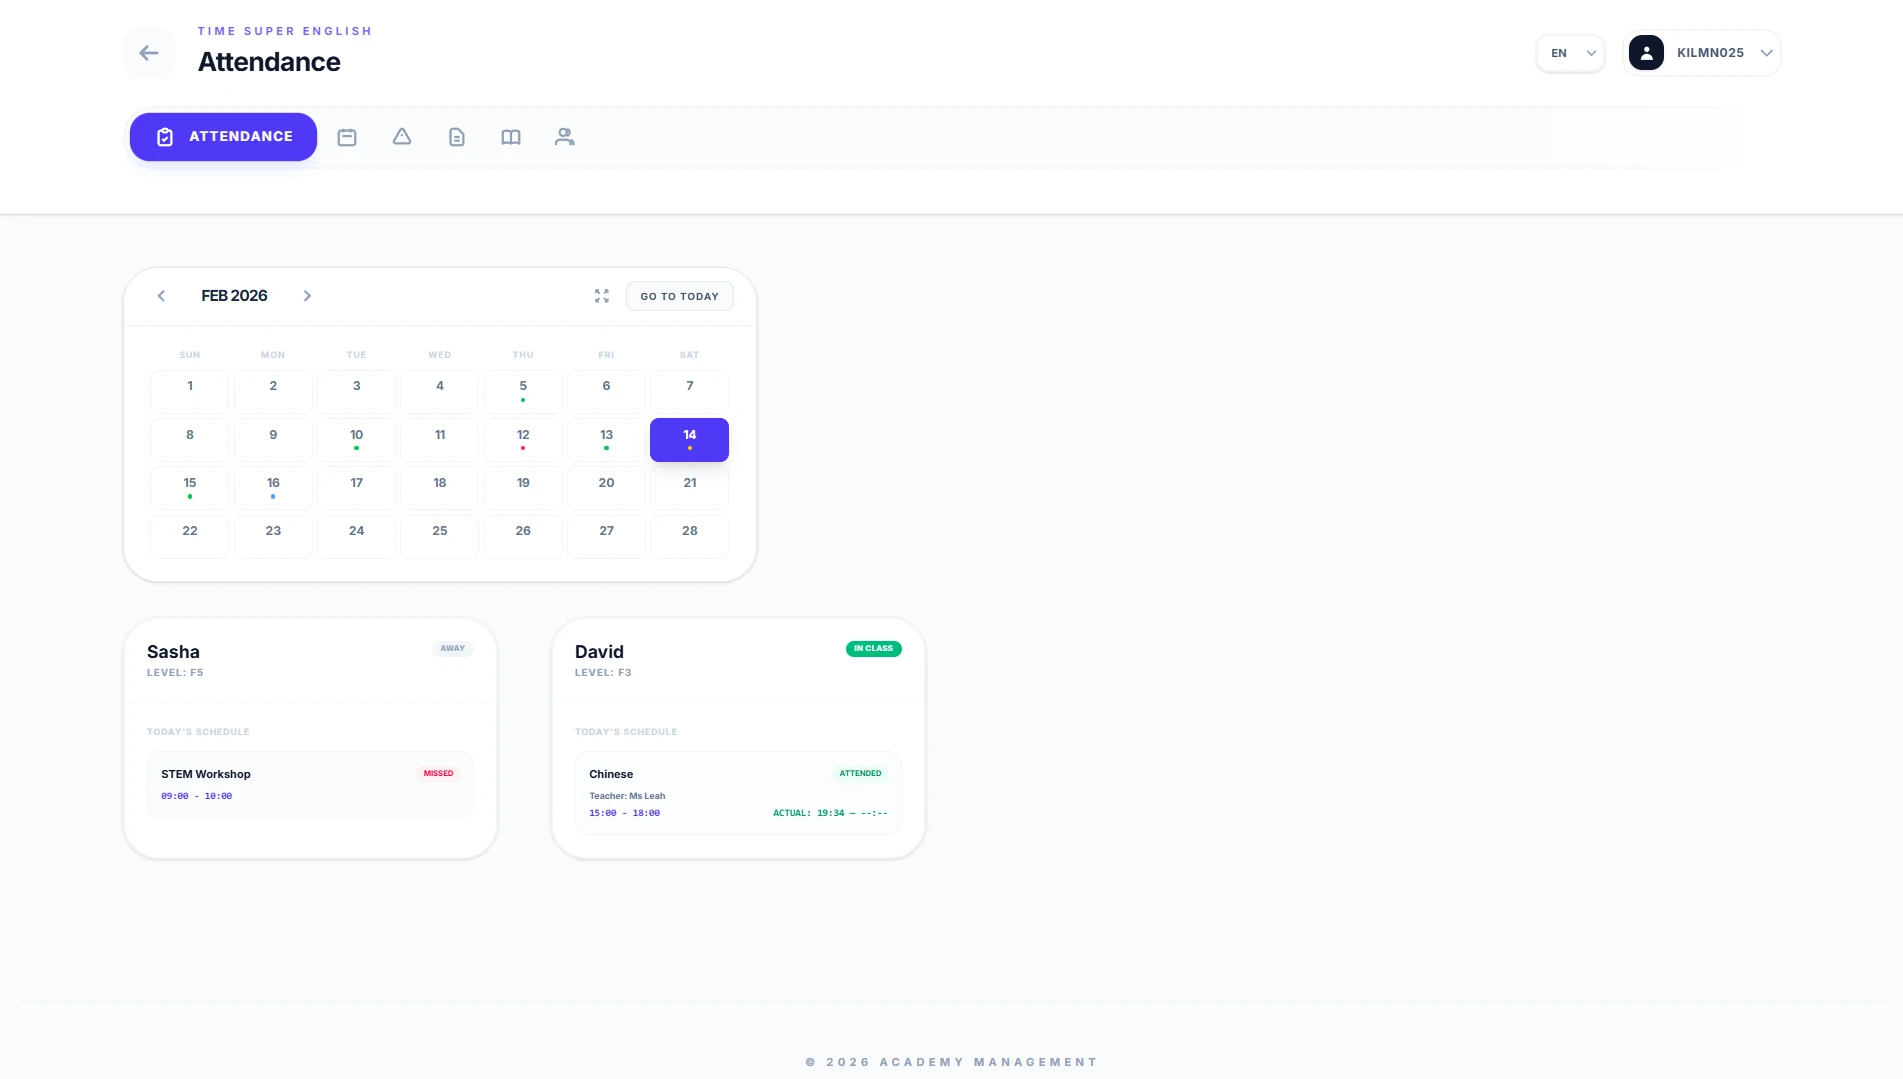 TIME SUPER ENGLISH
Attendance
EN
KILMN025
ATTENDANCE
FEB 2026
GO TO TODAY
SUN MON TUE WED THU FRI SAT
1 2 3 4 5 6 7
8 9 10 11 12 13 14
15 16 17 18 19 20 21
22 23 24 25 26 27 28
Sasha
AWAY
LEVEL: F5
TODAY'S SCHEDULE
STEM Workshop
MISSED
09:00 - 10:00
David
IN CLASS
LEVEL: F3
TODAY'S SCHEDULE
Chinese
ATTENDED
Teacher: Ms Leah
15:00 - 18:00
ACTUAL: 19:34 — --:--
© 2026 ACADEMY MANAGEMENT